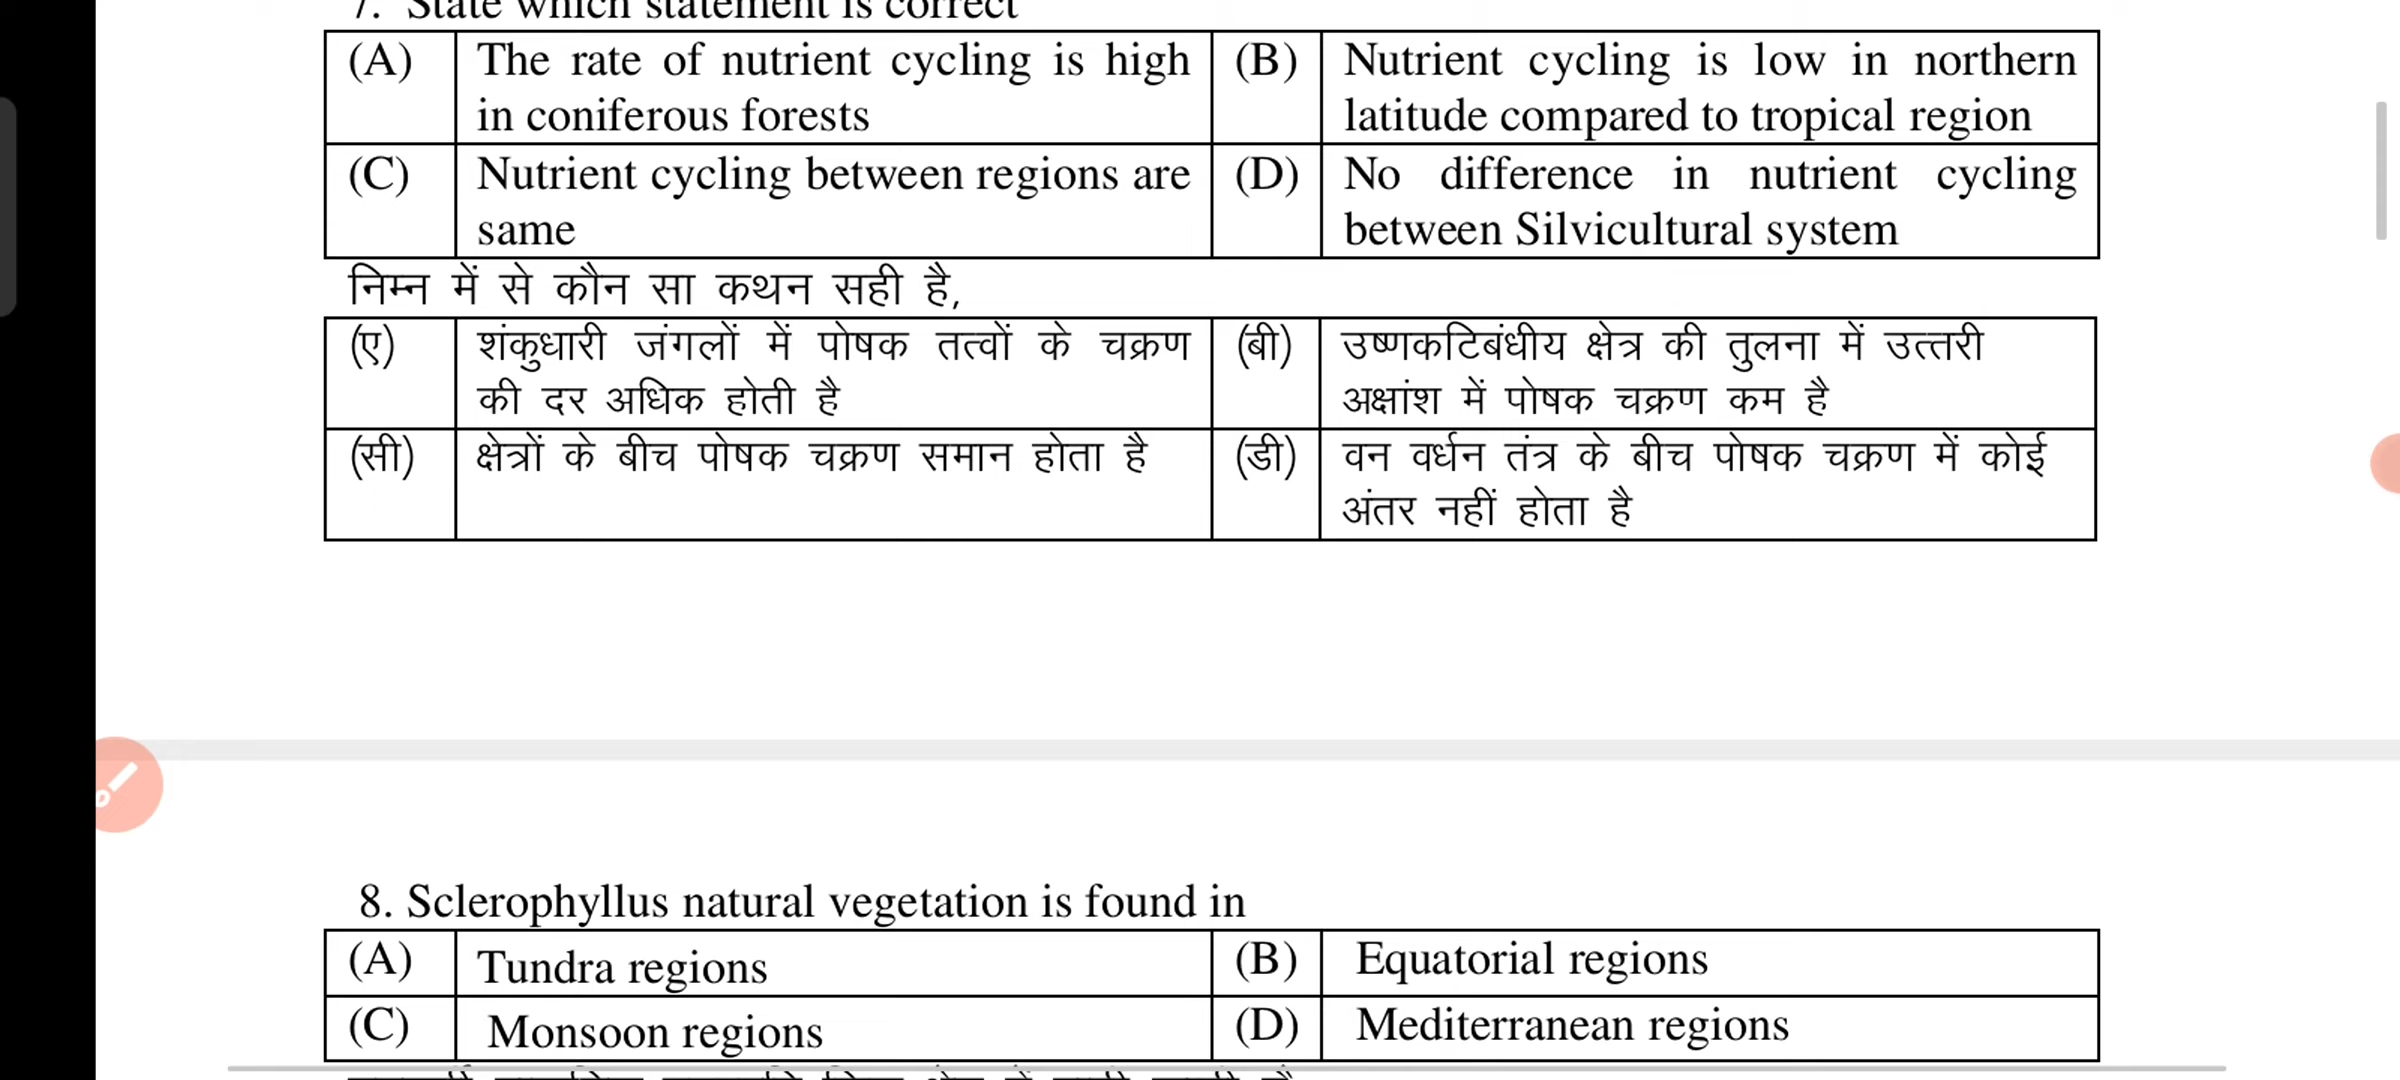 7. State which statement is correct
(A) The rate of nutrient cycling is high in coniferous forests
(B) Nutrient cycling is low in northern latitude compared to tropical region
(C) Nutrient cycling between regions are same
(D) No difference in nutrient cycling between Silvicultural system
निम्न में से कौन सा कथन सही है,
(ए) शंकुधारी जंगलों में पोषक तत्वों के चक्रण की दर अधिक होती है
(बी) उष्णकटिबंधीय क्षेत्र की तुलना में उत्तरी अक्षांश में पोषक चक्रण कम है
(सी) क्षेत्रों के बीच पोषक चक्रण समान होता है
(डी) वन वर्धन तंत्र के बीच पोषक चक्रण में कोई अंतर नहीं होता है
8. Sclerophyllus natural vegetation is found in
(A) Tundra regions
(B) Equatorial regions
(C) Monsoon regions
(D) Mediterranean regions